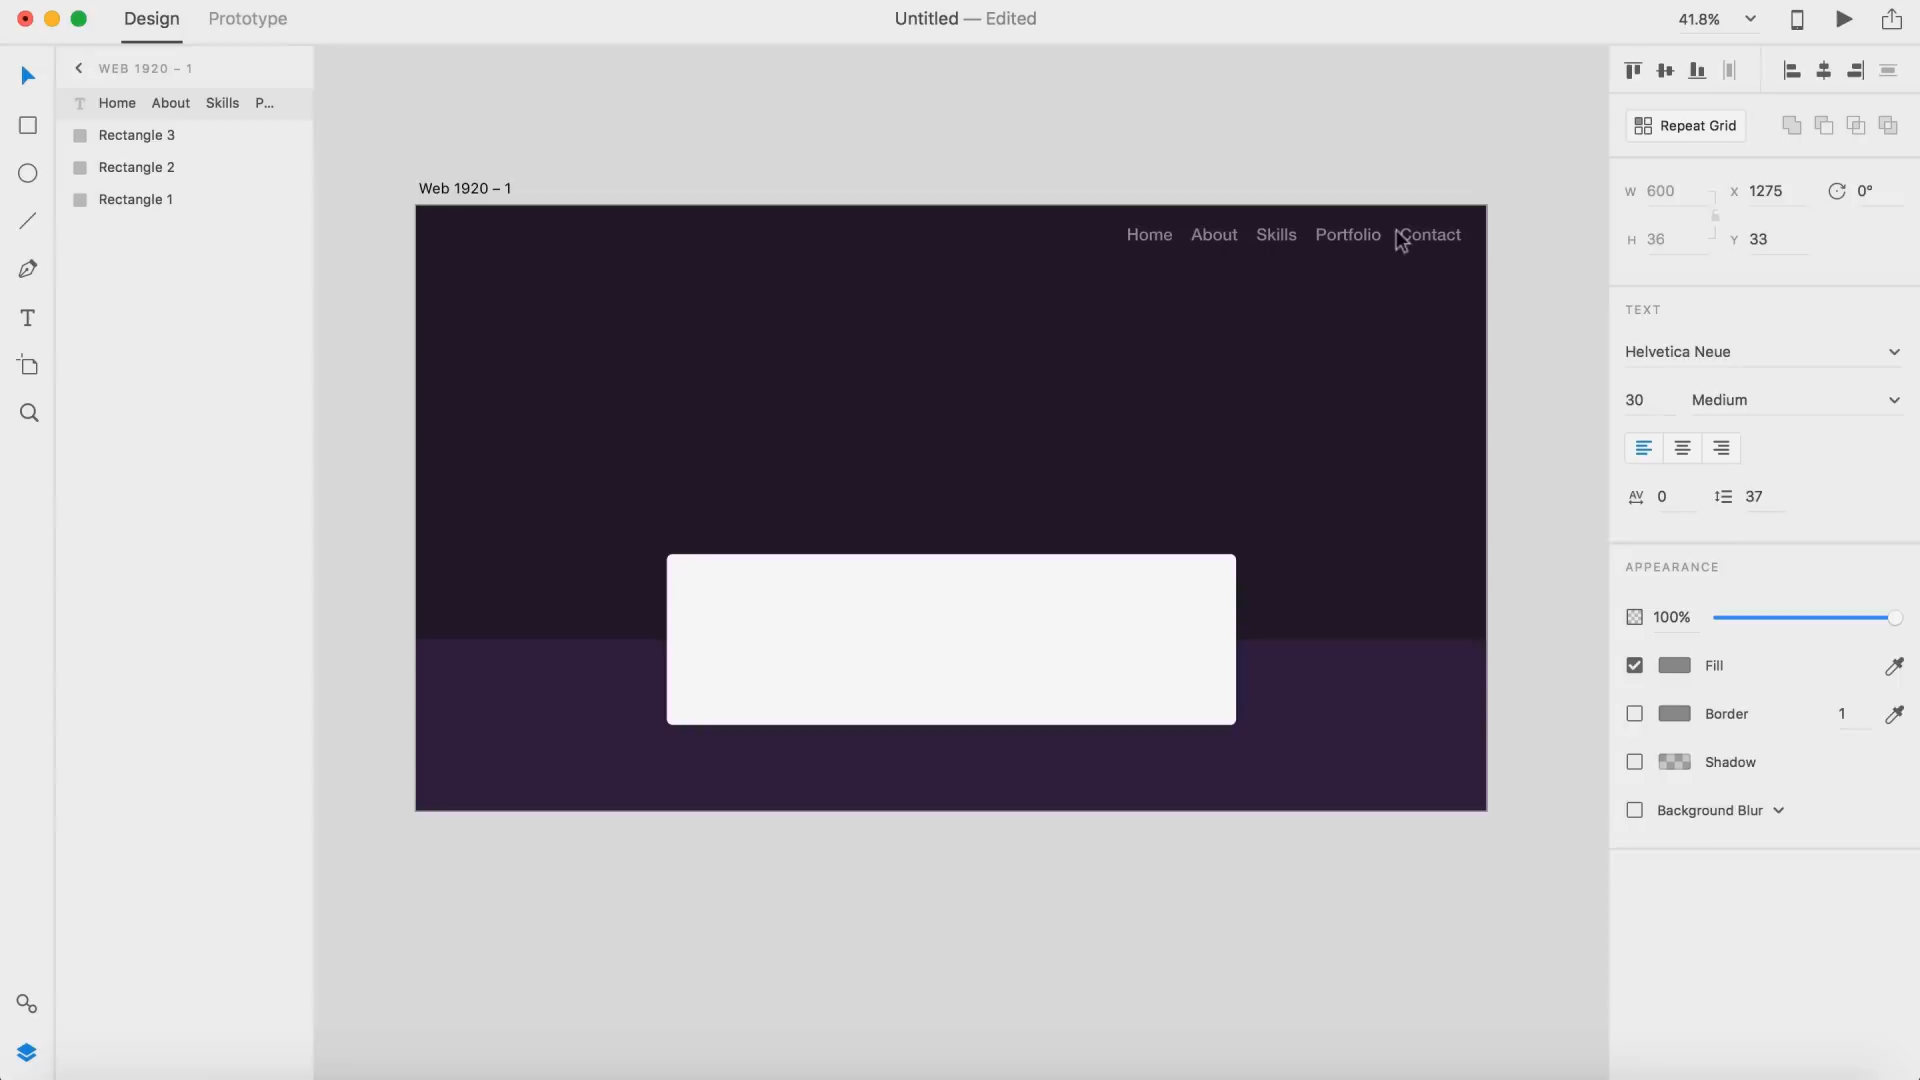 Design Prototype Untitled — Edited 41.8%
WEB 1920 – 1
T Home About Skills P...
Rectangle 3
Rectangle 2
Rectangle 1
Web 1920 – 1
Home About Skills Portfolio Contact
Repeat Grid
W 600 X 1275 0°
H 36 Y 33
TEXT
Helvetica Neue
30 Medium
AV 0 37
APPEARANCE
100%
Fill
Border 1
Shadow
Background Blur